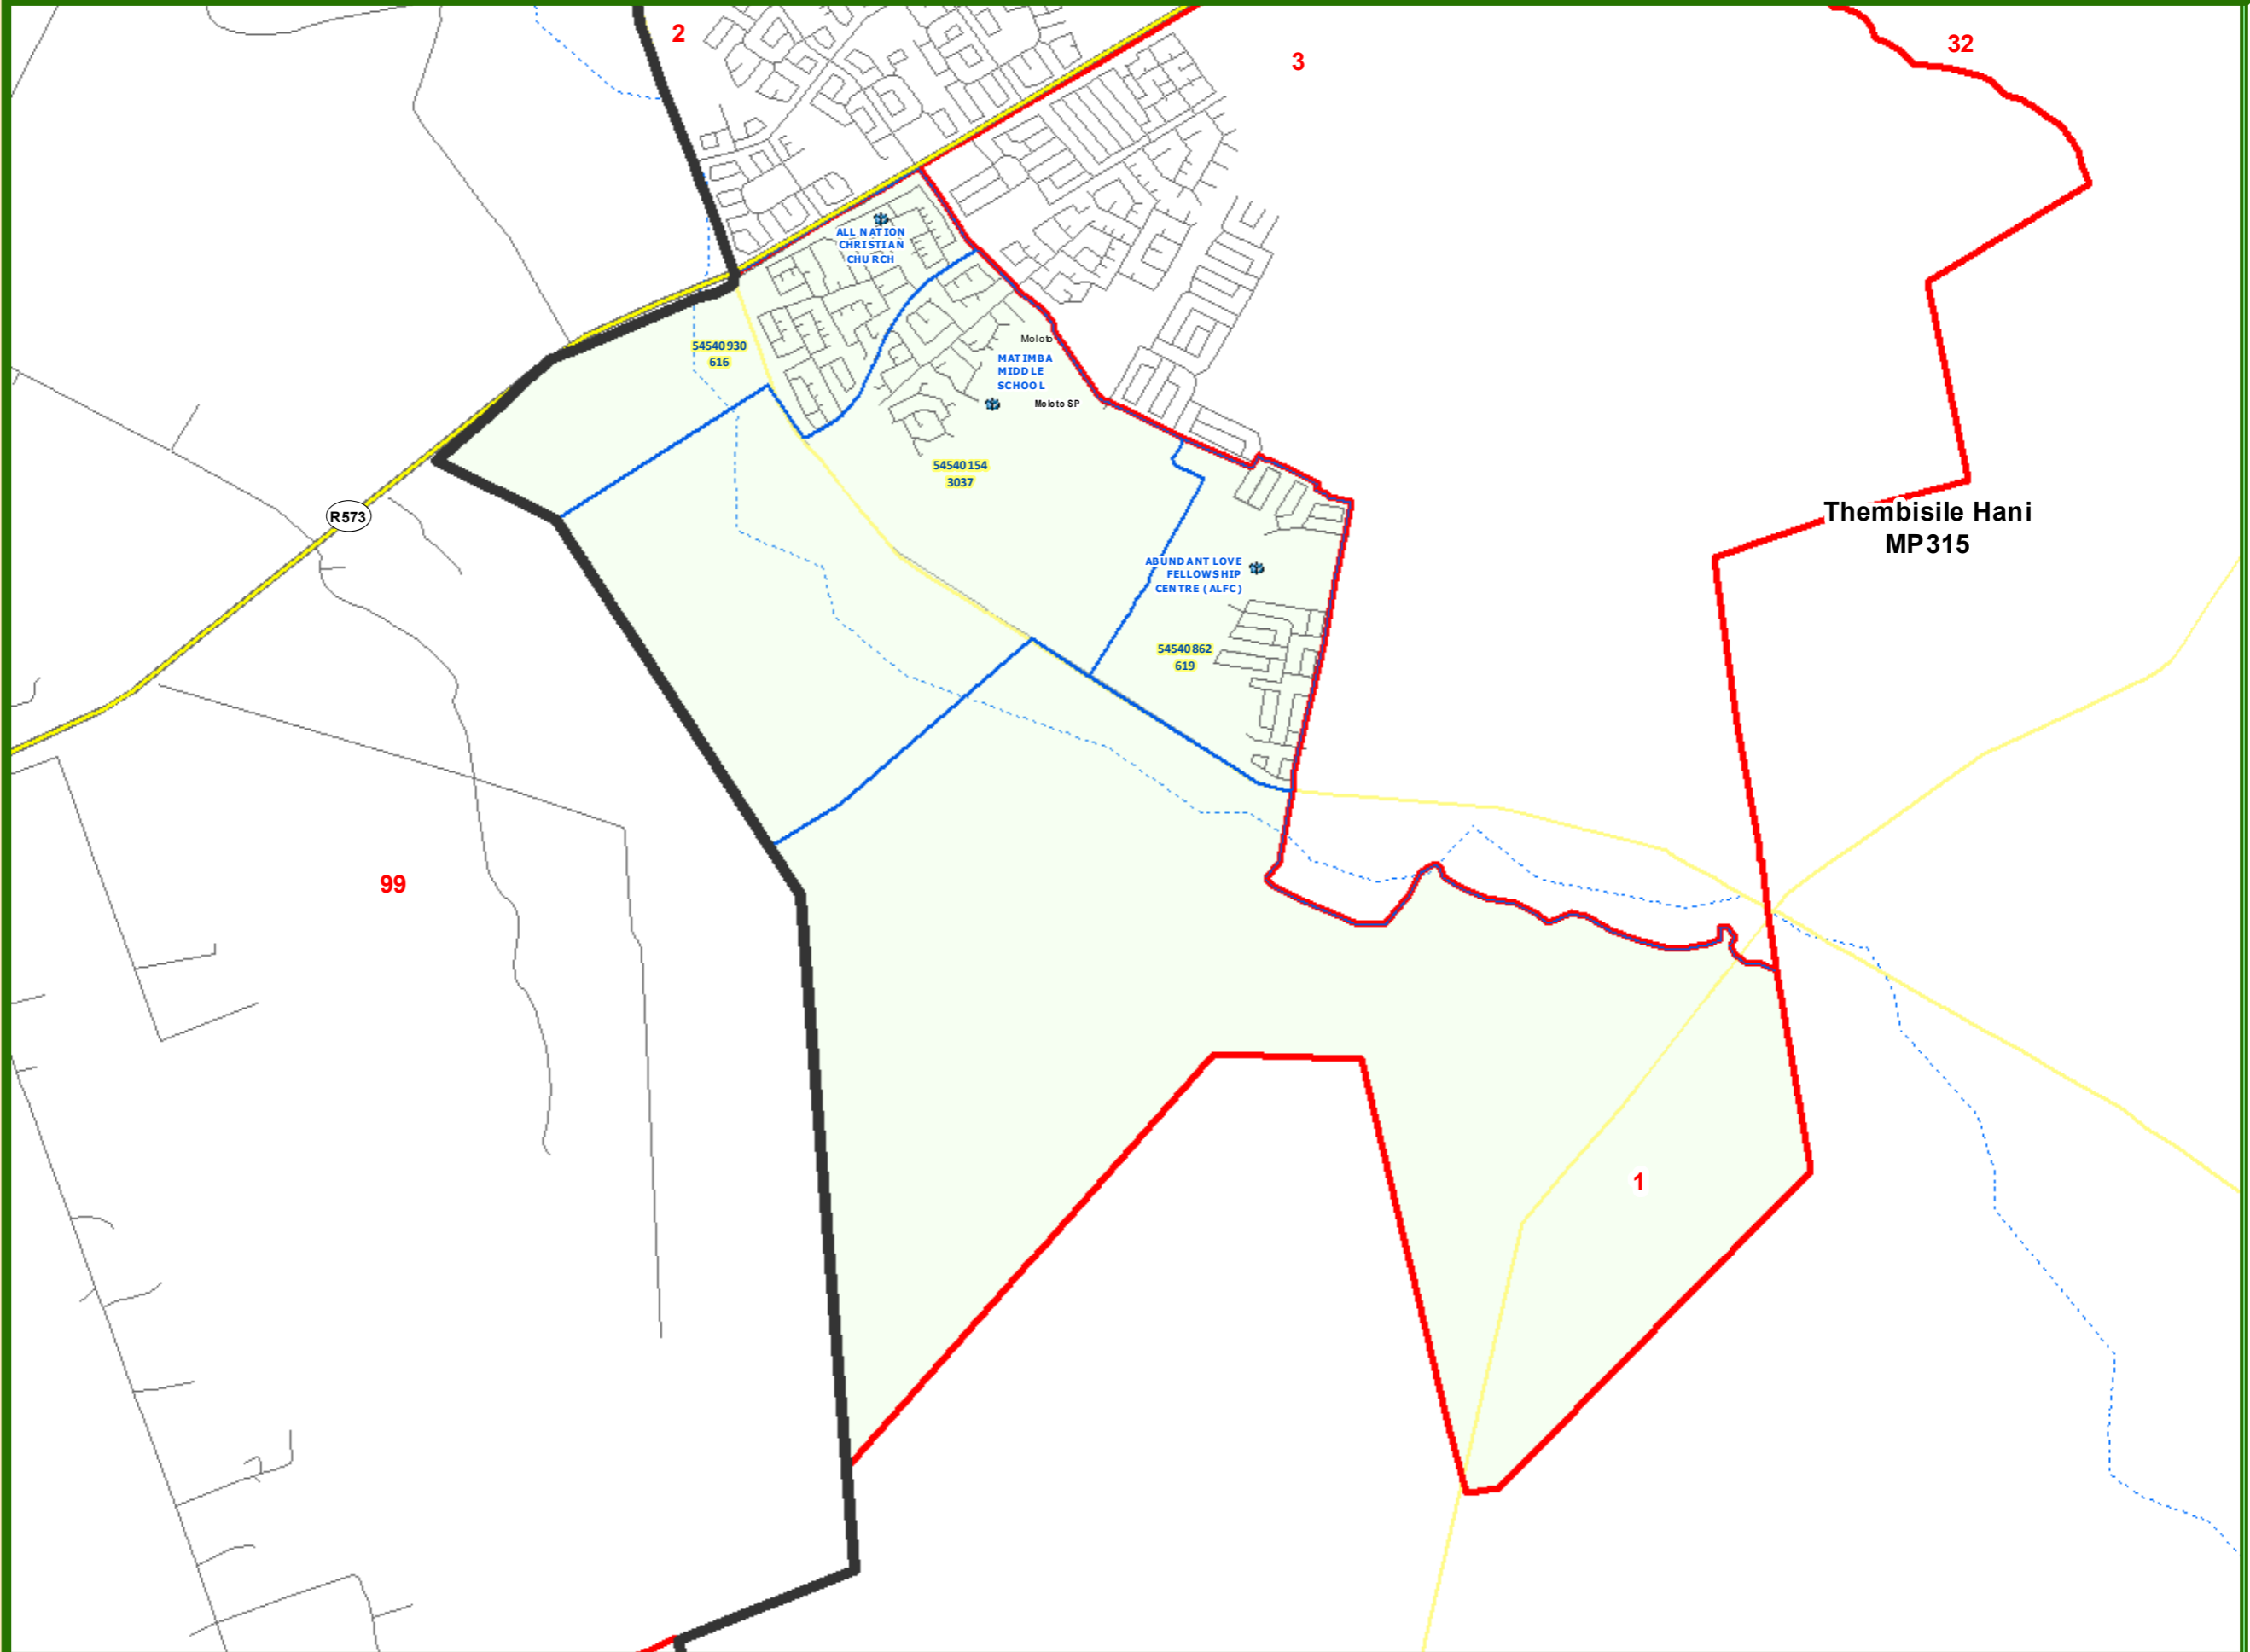 2
3
32
ALL NATION
CHRISTIAN
CHURCH
54540930
616
Moloto
MATIMBA
MIDDLE
SCHOOL
Moloto SP
54540154
3037
R573
Thembisile Hani
MP315
ABUNDANT LOVE
FELLOWSHIP
CENTRE (ALFC)
54540862
619
99
1